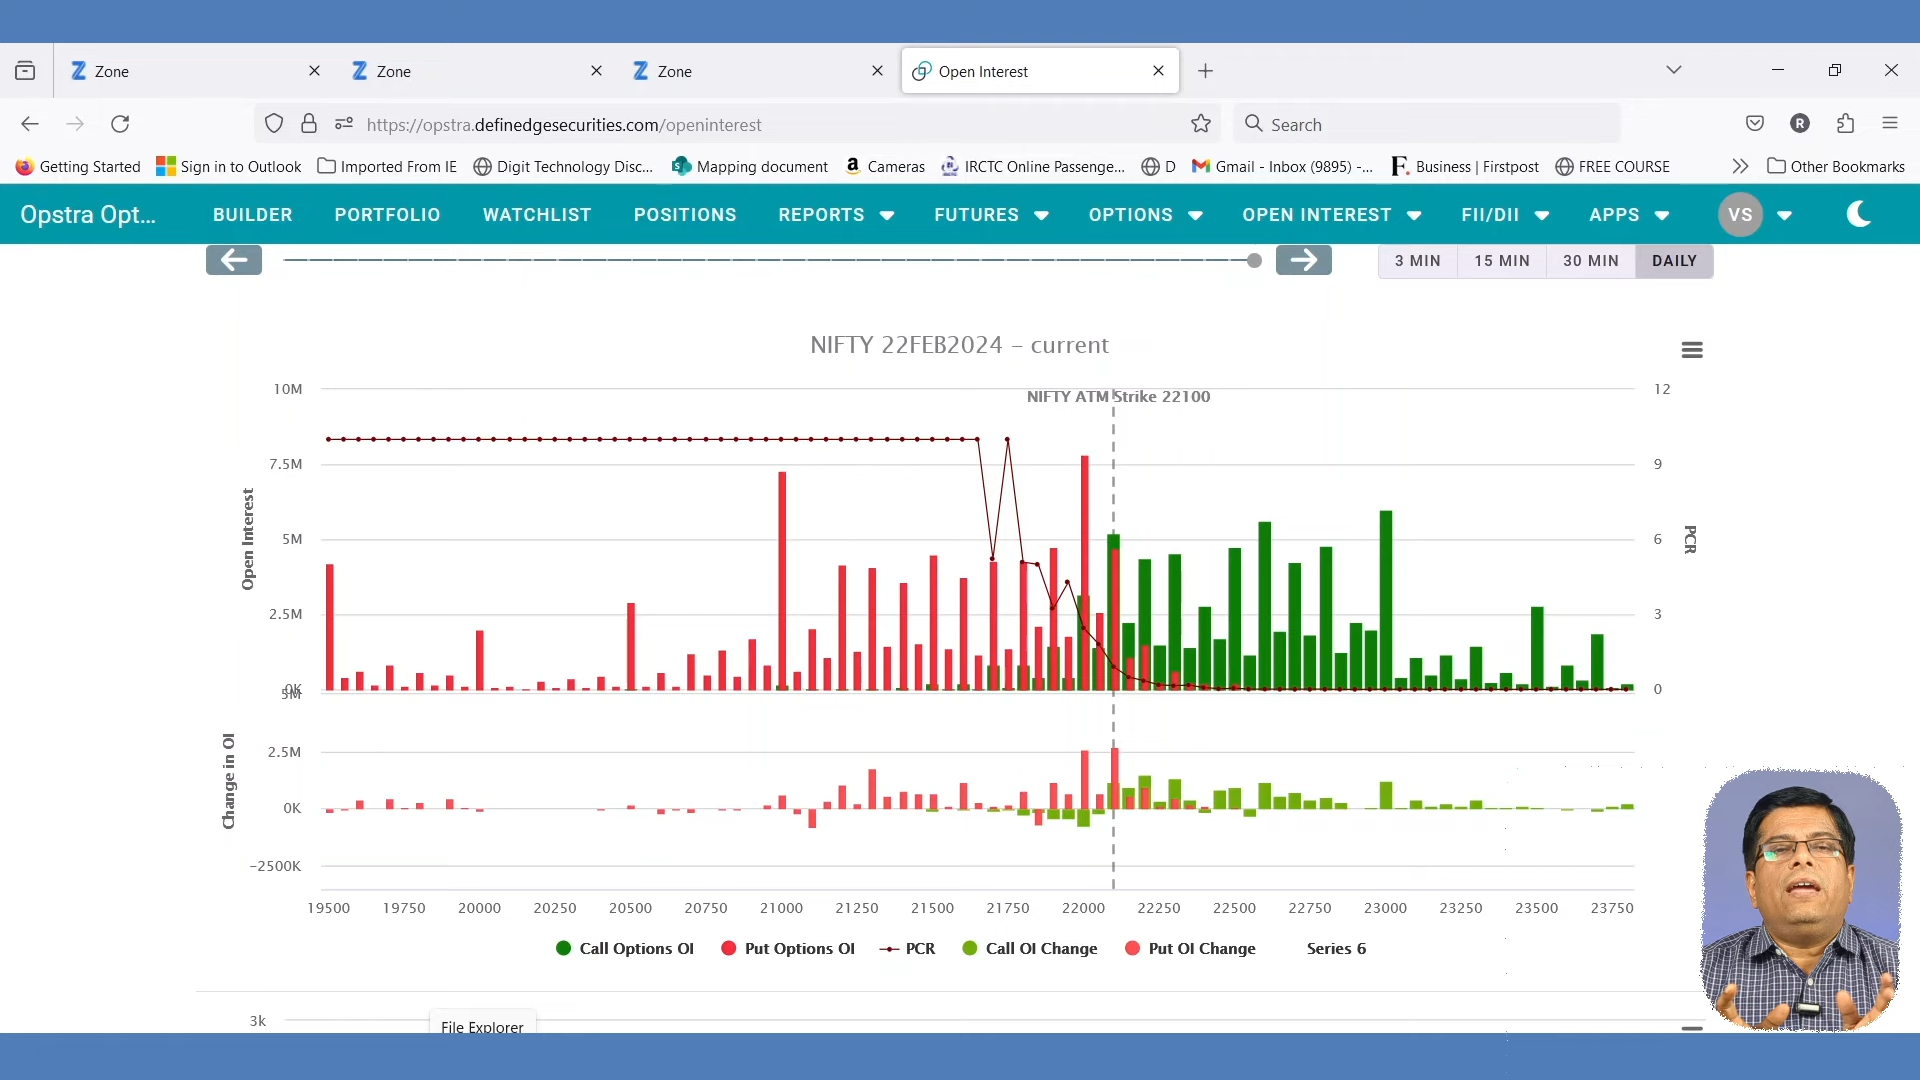 Zone
Zone
Zone
Open Interest
https://opstra.definedgesecurities.com/openinterest
Search
R
Getting Started
Sign in to Outlook
Imported From IE
Digit Technology Disc...
Mapping document
Cameras
IRCTC Online Passenge...
D
Gmail - Inbox (9895) -...
Business | Firstpost
FREE COURSE
Other Bookmarks
Opstra Opt...
BUILDER
PORTFOLIO
WATCHLIST
POSITIONS
REPORTS
FUTURES
OPTIONS
OPEN INTEREST
FII/DII
APPS
VS
3 MIN
15 MIN
30 MIN
DAILY
NIFTY 22FEB2024 – current
NIFTY ATM Strike 22100
10M
7.5M
5M
2.5M
0K
Open Interest
12
9
6
3
0
PCR
5M
2.5M
0K
-2500K
Change in OI
19500 19750 20000 20250 20500 20750 21000 21250 21500 21750 22000 22250 22500 22750 23000 23250 23500 23750
Call Options OI
Put Options OI
PCR
Call OI Change
Put OI Change
Series 6
3k
File Explorer